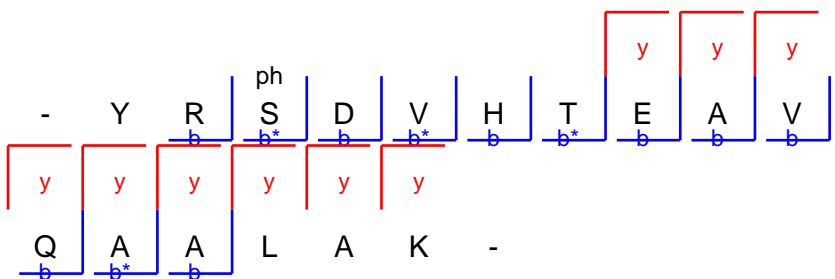 y y y
ph
- Y R S D V H T E A V
b b* b b* b b* b b b
y y y y y y
Q A A L A K -
b b* b